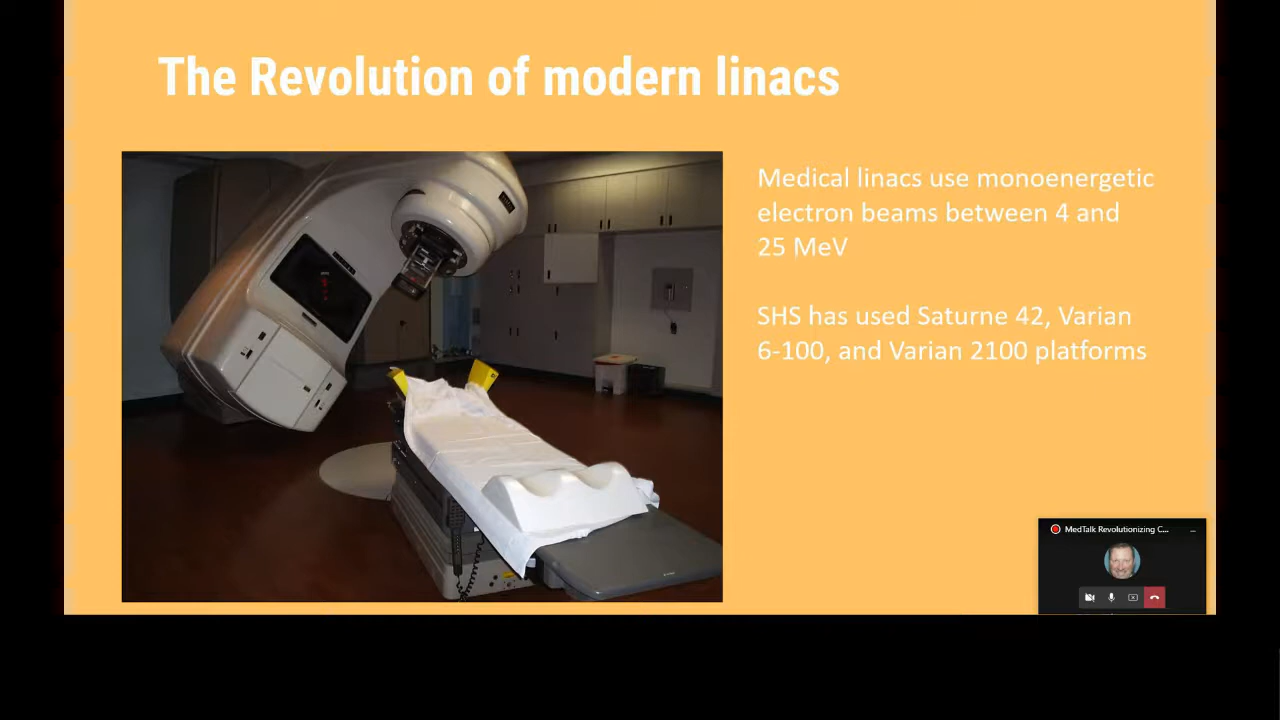 The Revolution of modern linacs
Medical linacs use monoenergetic
electron beams between 4 and
25 MeV
SHS has used Saturne 42, Varian
6-100, and Varian 2100 platforms
MedTalk Revolutionizing C...